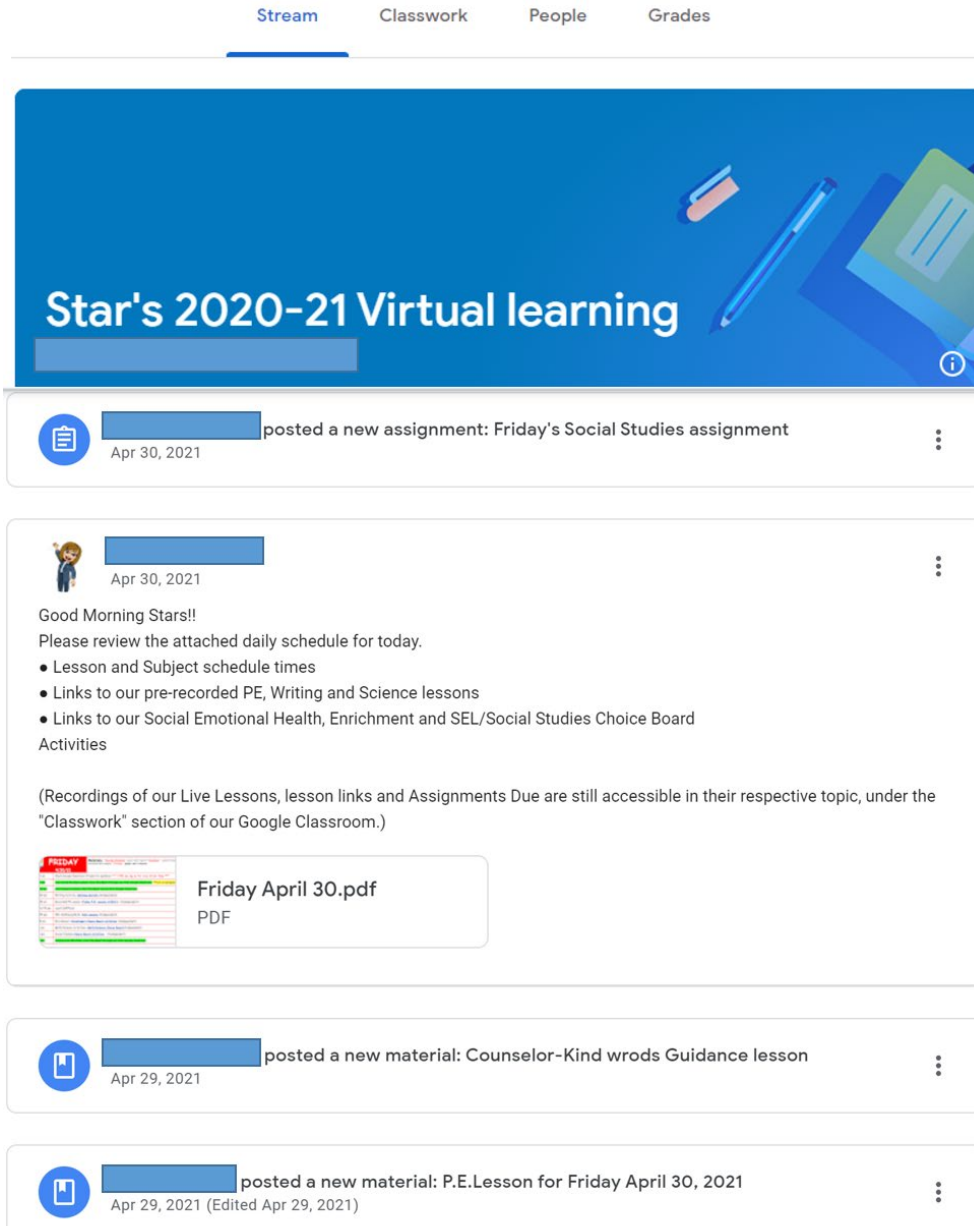 Stream Classwork People Grades
Star's 2020-21 Virtual learning
posted a new assignment: Friday's Social Studies assignment
Apr 30, 2021
Apr 30, 2021
Good Morning Stars!!
Please review the attached daily schedule for today.
● Lesson and Subject schedule times
● Links to our pre-recorded PE, Writing and Science lessons
● Links to our Social Emotional Health, Enrichment and SEL/Social Studies Choice Board
Activities
(Recordings of our Live Lessons, lesson links and Assignments Due are still accessible in their respective topic, under the
"Classwork" section of our Google Classroom.)
FRIDAY
Friday April 30.pdf
PDF
posted a new material: Counselor-Kind wrods Guidance lesson
Apr 29, 2021
posted a new material: P.E.Lesson for Friday April 30, 2021
Apr 29, 2021 (Edited Apr 29, 2021)